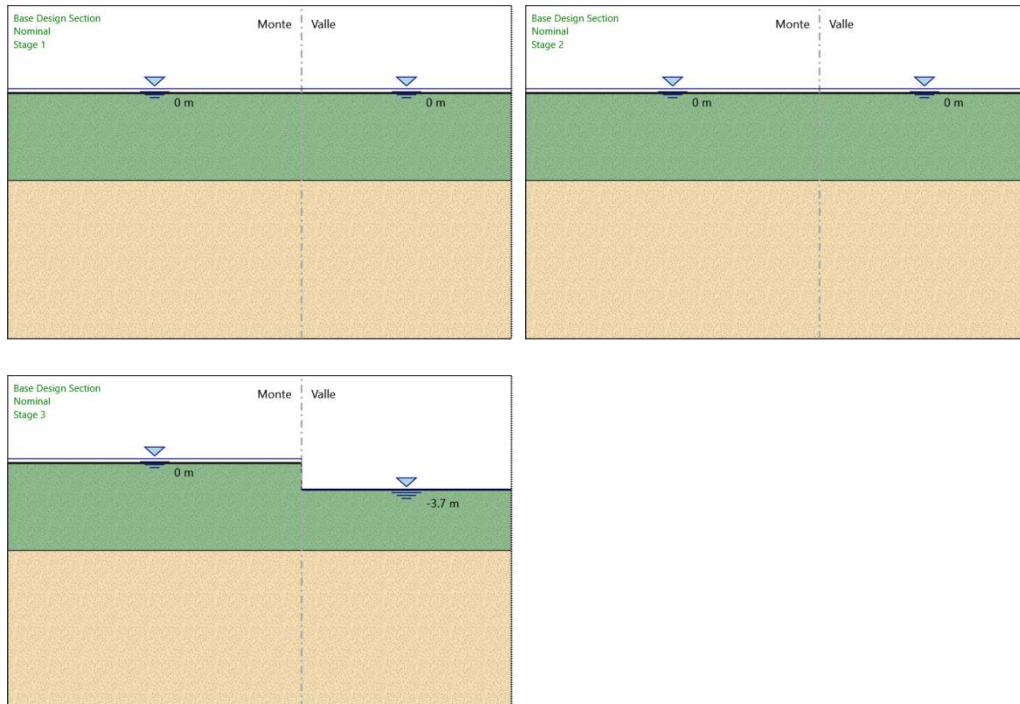 Base Design Section
Nominal
Stage 1
Monte Valle
0 m 0 m
Base Design Section
Nominal
Stage 2
Monte Valle
0 m 0 m
Base Design Section
Nominal
Stage 3
Monte Valle
0 m
-3.7 m